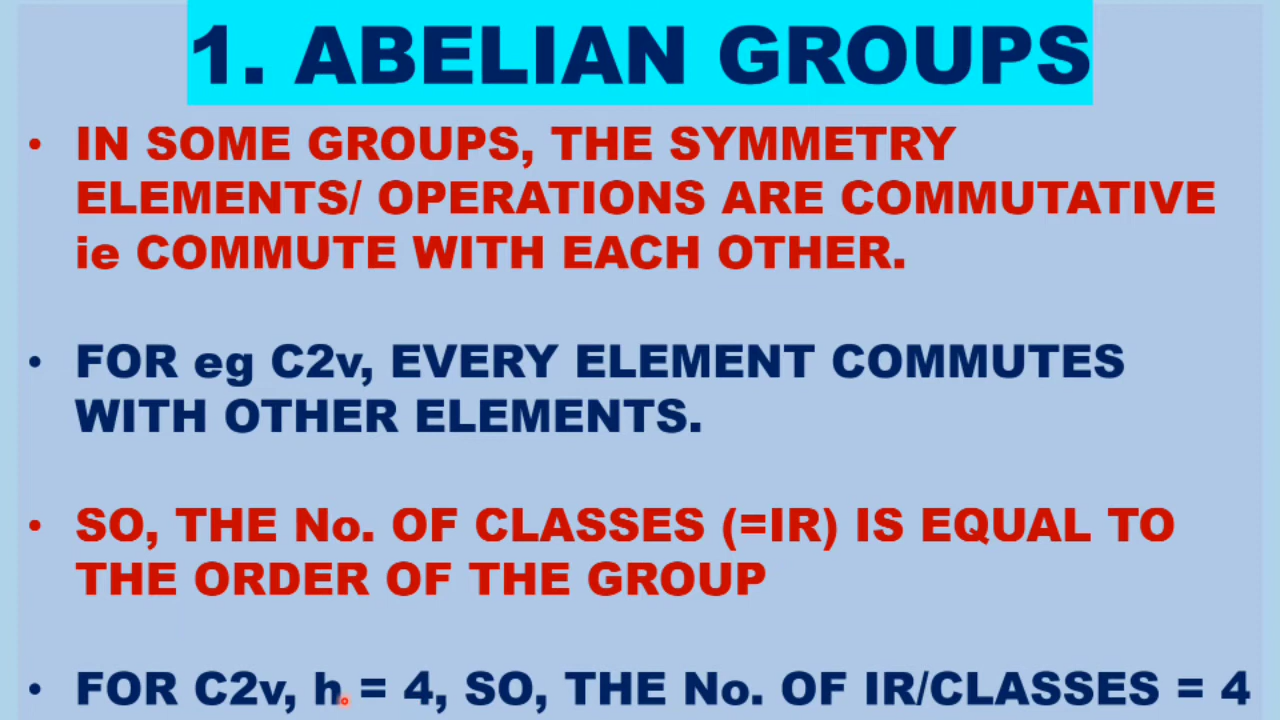 1. ABELIAN GROUPS
• IN SOME GROUPS, THE SYMMETRY
ELEMENTS/ OPERATIONS ARE COMMUTATIVE
ie COMMUTE WITH EACH OTHER.
• FOR eg C2v, EVERY ELEMENT COMMUTES
WITH OTHER ELEMENTS.
• SO, THE No. OF CLASSES (=IR) IS EQUAL TO
THE ORDER OF THE GROUP
• FOR C2v, h = 4, SO, THE No. OF IR/CLASSES = 4